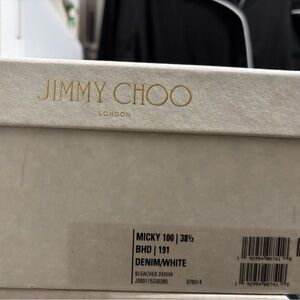 JIMMY CHOO
LONDON
MICKY 100 | 38½
BHD | 191
DENIM/WHITE
BLEACHED DENIM